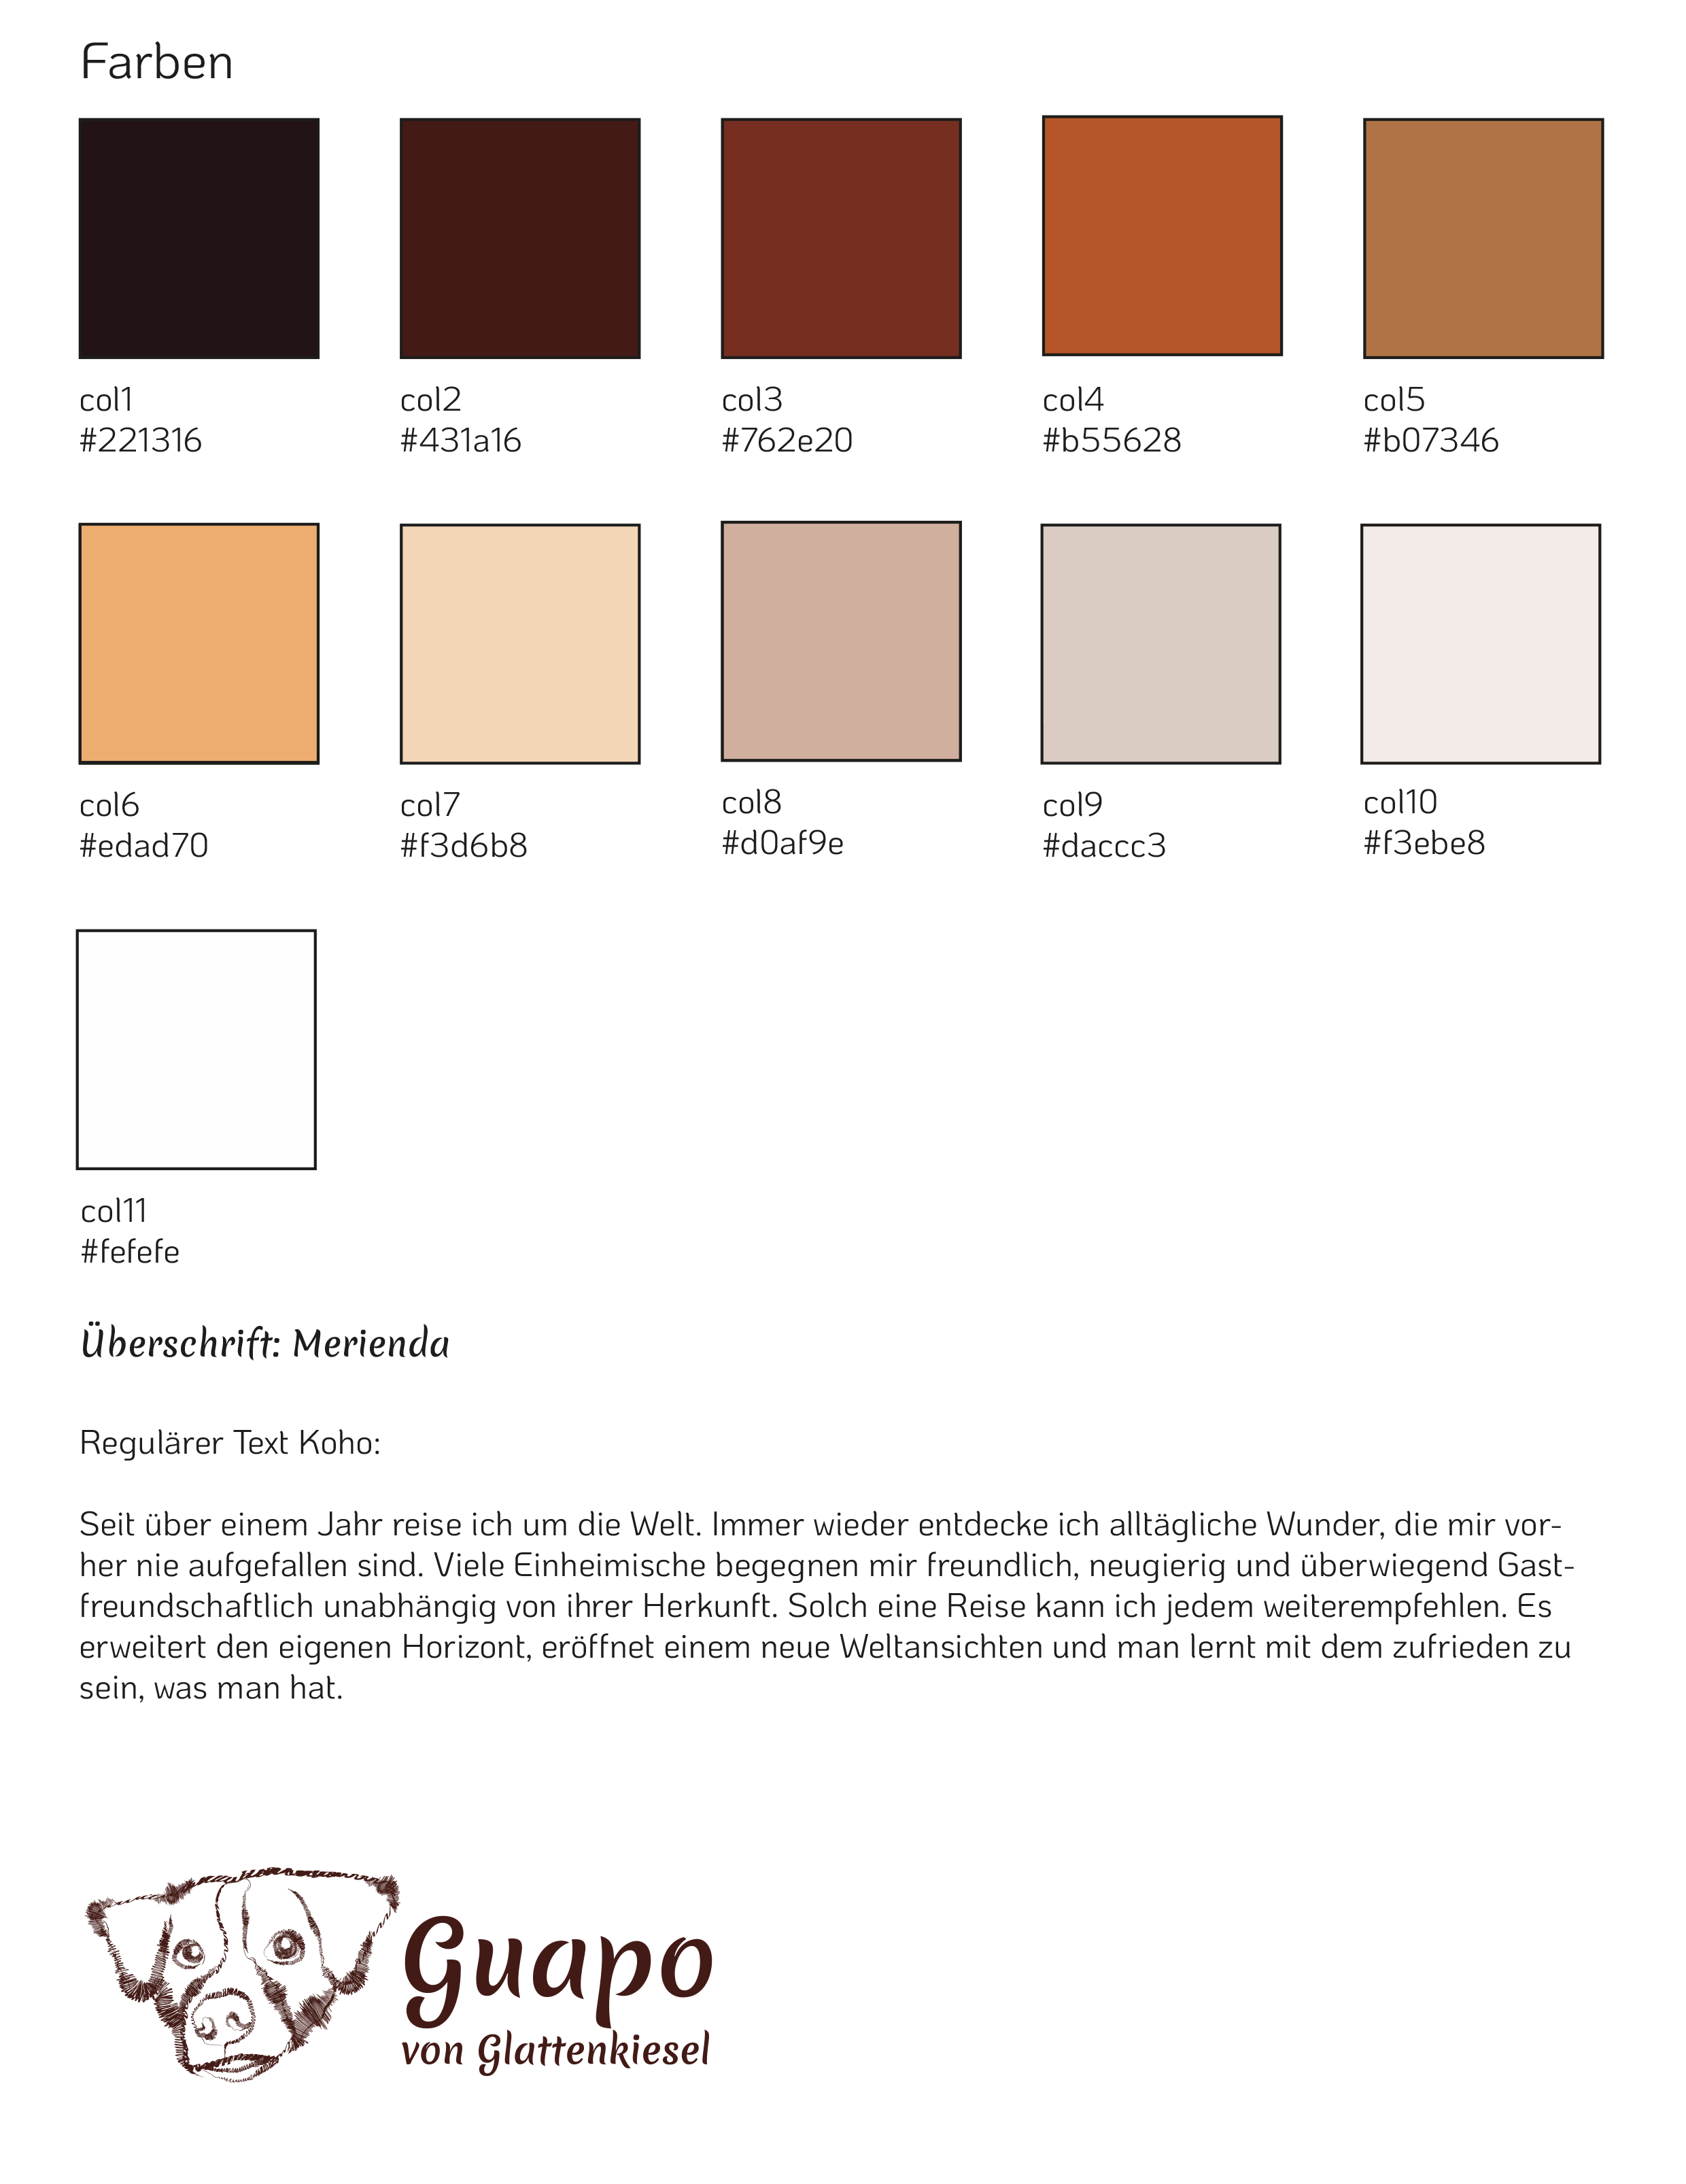 Farben
col1 col2 col3 col4 col5
#221316 #431a16 #762e20 #b55628 #b07346
col6 col7 col8 col9 col10
#edad70 #f3d6b8 #d0af9e #daccc3 #f3ebe8
col11
#fefefe
Überschrift: Merienda
Regulärer Text Koho:
Seit über einem Jahr reise ich um die Welt. Immer wieder entdecke ich alltägliche Wunder, die mir vor-
her nie aufgefallen sind. Viele Einheimische begegnen mir freundlich, neugierig und überwiegend Gast-
freundschaftlich unabhängig von ihrer Herkunft. Solch eine Reise kann ich jedem weiterempfehlen. Es
erweitert den eigenen Horizont, eröffnet einem neue Weltansichten und man lernt mit dem zufrieden zu
sein, was man hat.
Guapo
von Glattenkiesel